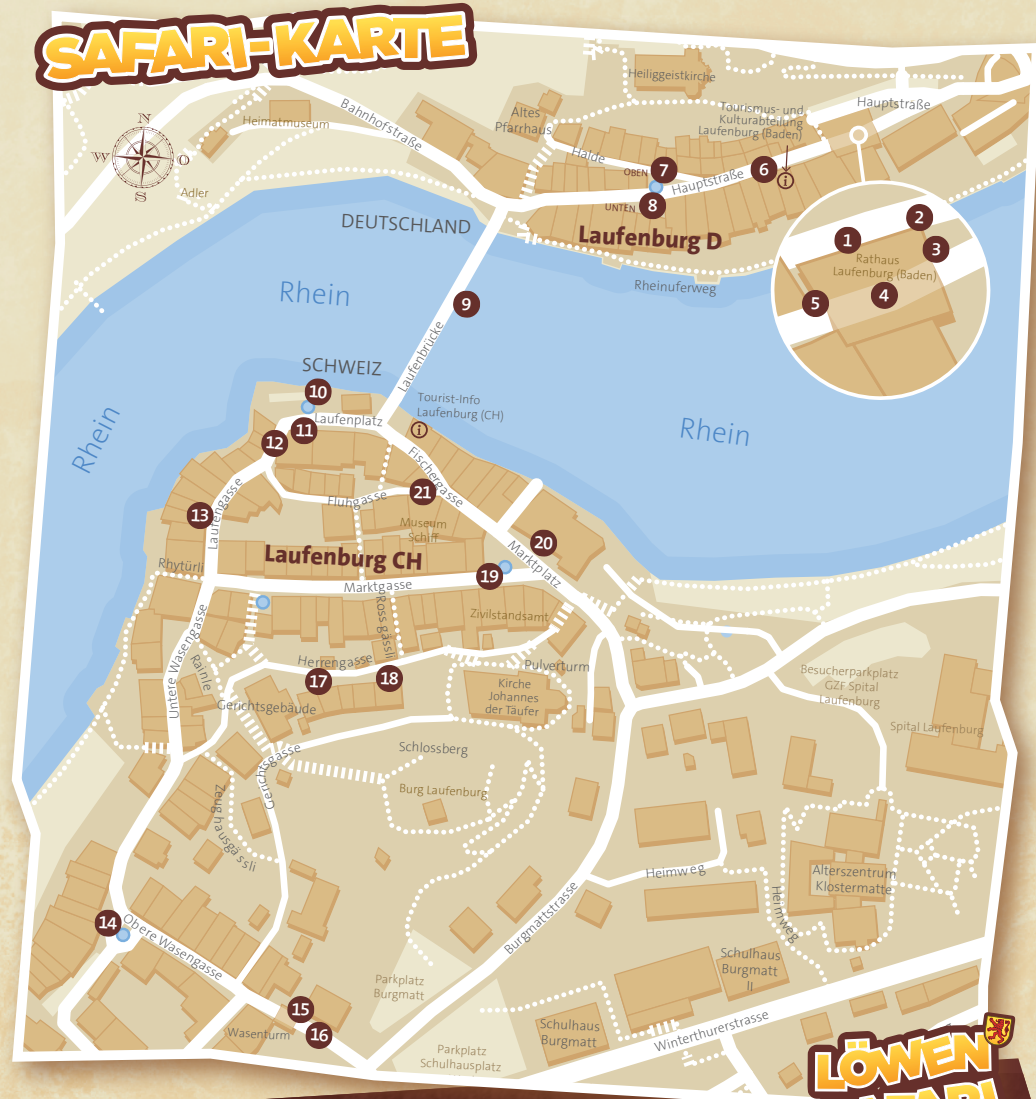 SAFARI-KARTE
N
W
O
S
Heimatmuseum
Bahnhofstraße
Altes
Pfarrhaus
Heiliggeistkirche
Tourismus- und
Kulturabteilung
Laufenburg (Baden)
Hauptstraße
Halde
OBEN
7
6
i
Hauptstraße
UNTEN
8
Adler
DEUTSCHLAND
Laufenburg D
Rheinuferweg
Rhein
9
2
1
3
Rathaus
Laufenburg (Baden)
4
5
Laufenbrücke
SCHWEIZ
10
Tourist-Info
Laufenburg (CH)
i
Laufenplatz
11
12
Rhein
Rhein
Fischergasse
Laufengasse
Fluhgasse
21
13
Museum
Schiff
20
Laufenburg CH
Marktplatz
Rhytürli
19
Marktgasse
Rossgässli
Zivilstandsamt
Untere Wasengasse
Rainle
Herrengasse
17
18
Pulverturm
Kirche
Johannes
der Täufer
Besucherparkplatz
GZF Spital
Laufenburg
Gerichtsgebäude
Spital Laufenburg
Gerichtsgasse
Schlossberg
Burg Laufenburg
Zeughausgässli
Heimweg
Alterszentrum
Klostermatte
Heimweg
Burgmattstrasse
14
Obere Wasengasse
Schulhaus
Burgmatt
II
Parkplatz
Burgmatt
15
16
Wasenturm
Schulhaus
Burgmatt
Winterthurerstrasse
Parkplatz
Schulhausplatz
LÖWEN